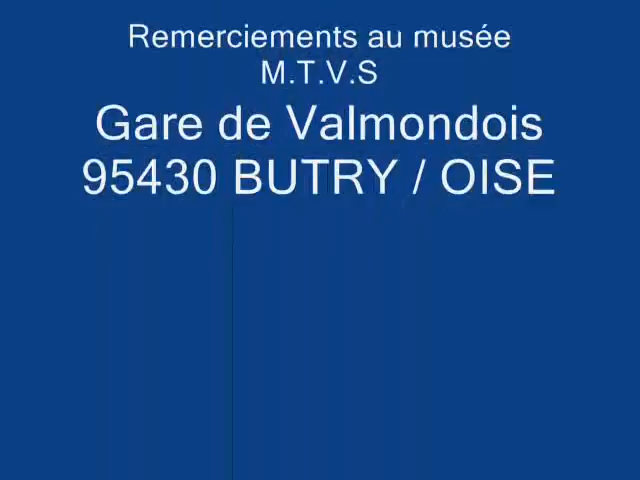 Remerciements au musée
M.T.V.S
Gare de Valmondois
95430 BUTRY / OISE